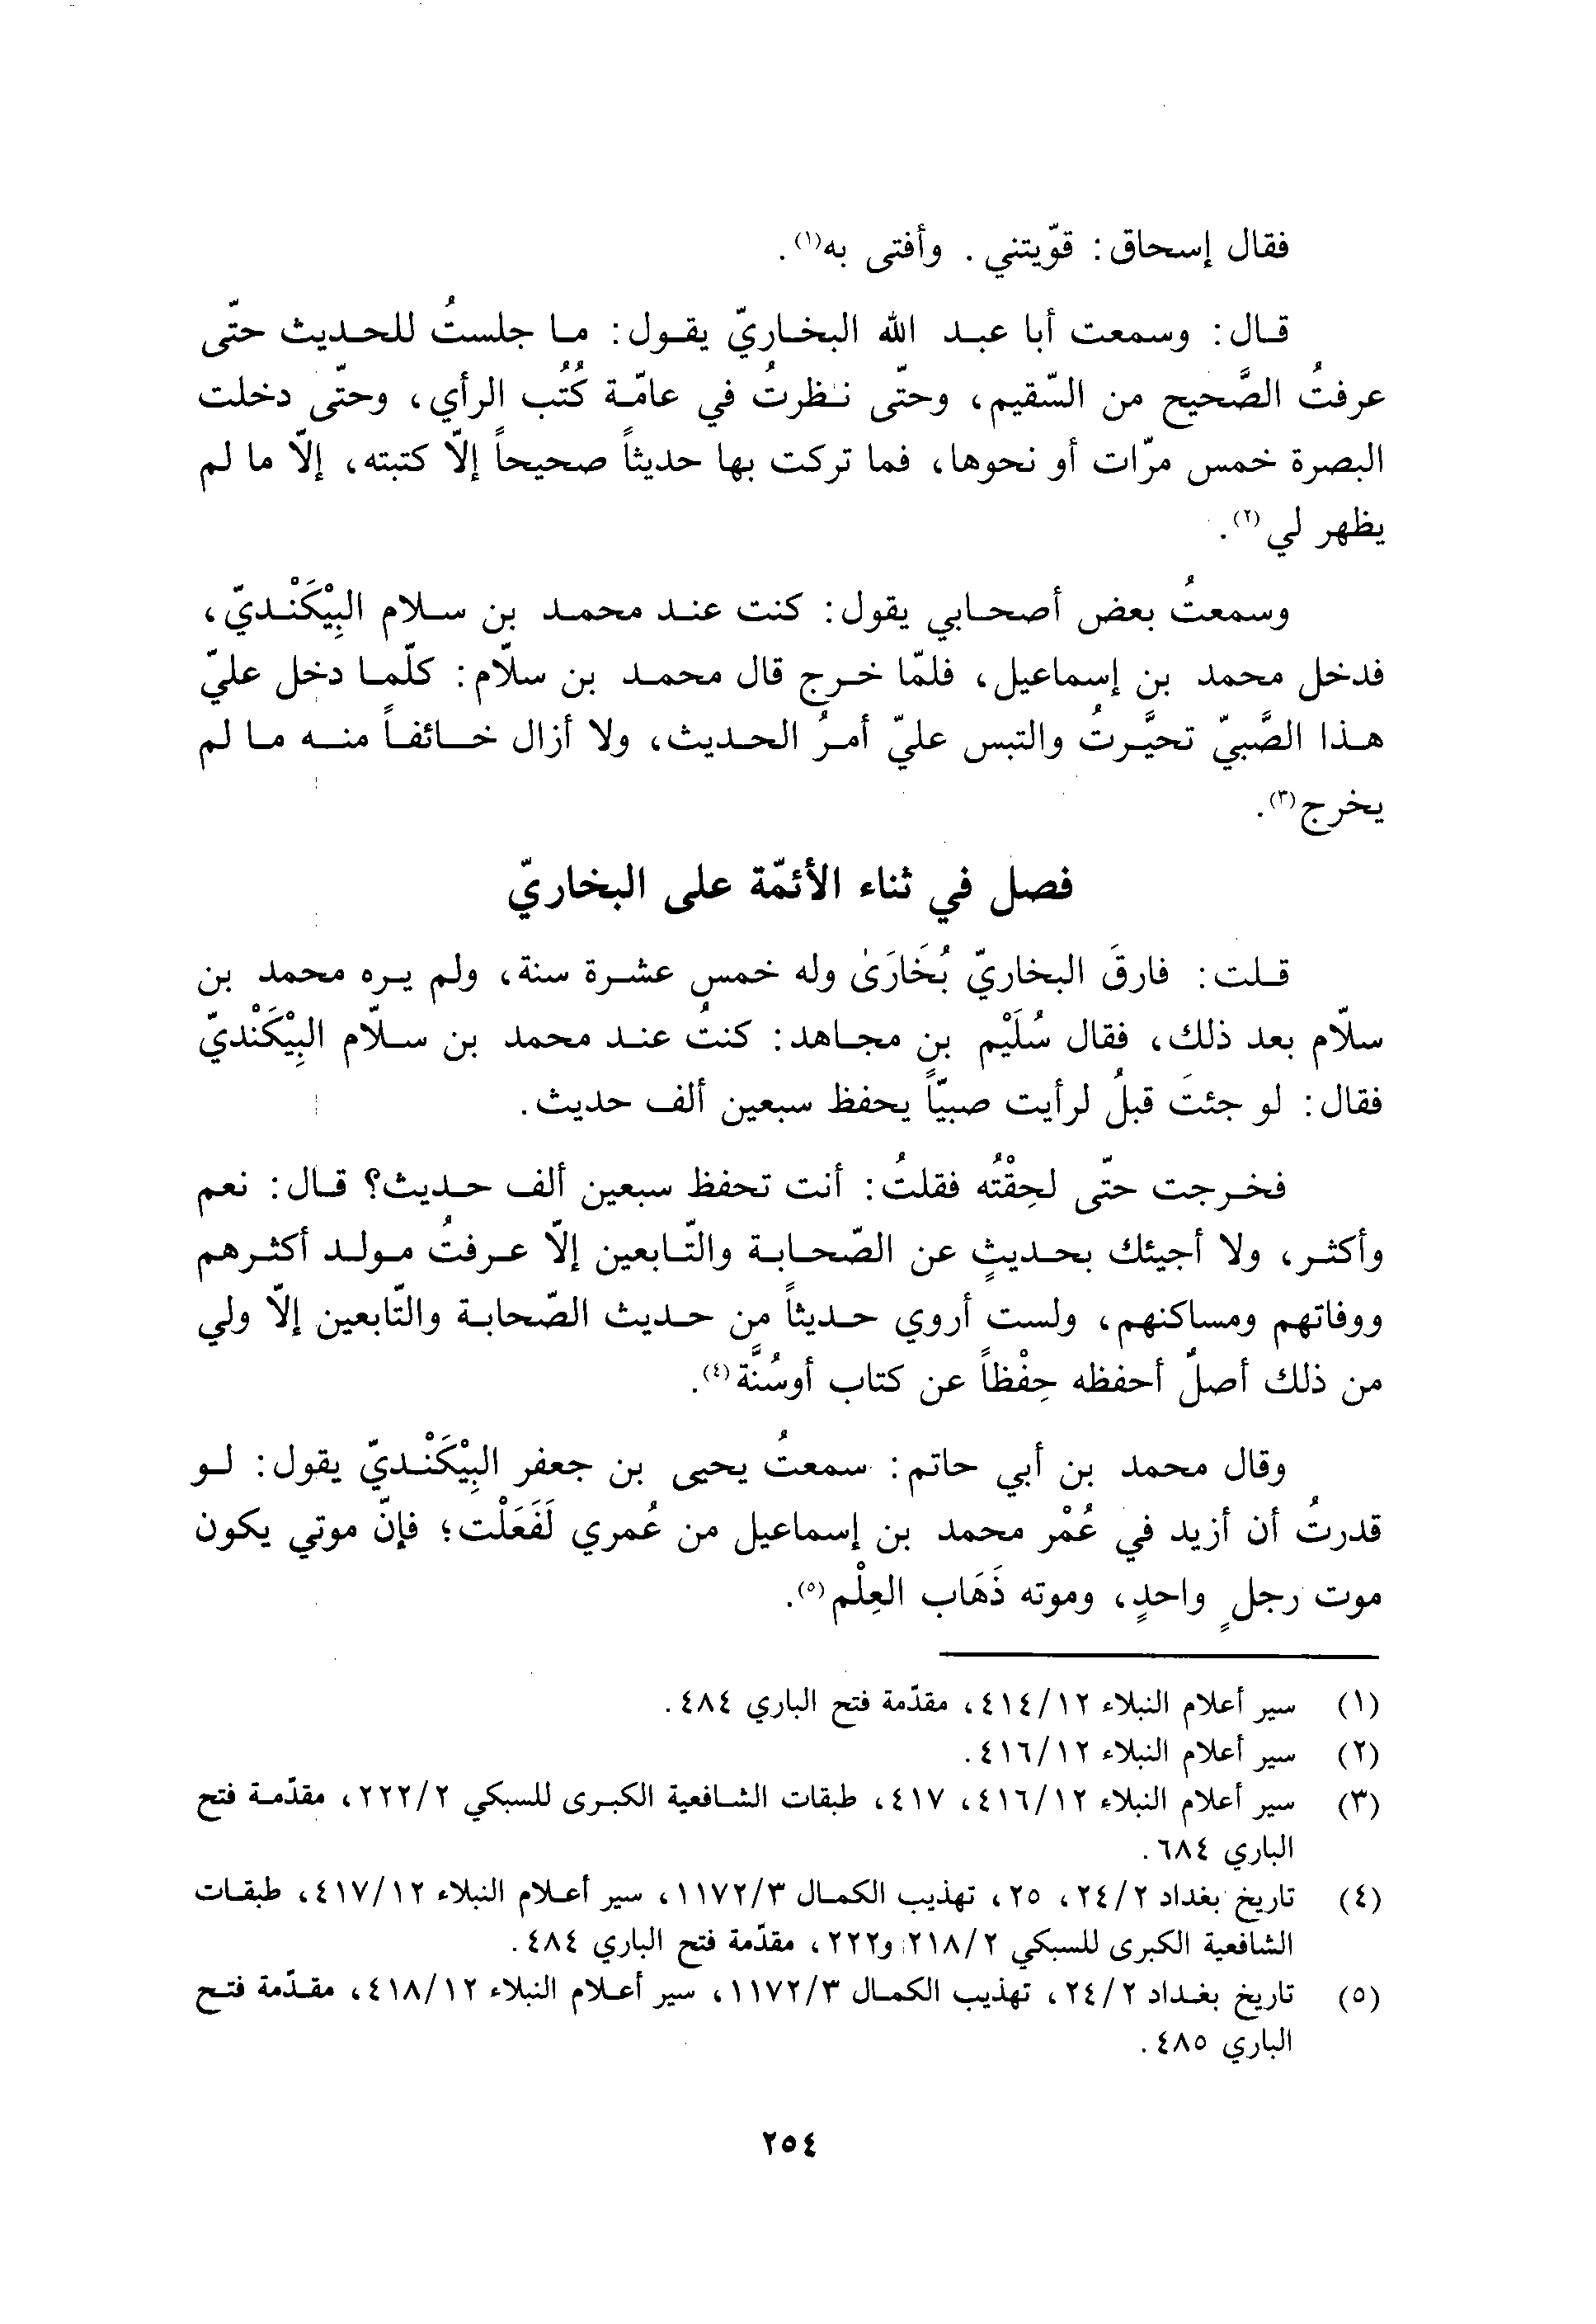 فقال إسحاق: قوّيتني. وأفتى به(١).
قال: وسمعت أبا عبد الله البخاريّ يقول: ما جلستُ للحديث حتّى
عرفتُ الصَّحيح من السّقيم، وحتّى نظرتُ في عامّة كُتُب الرأي، وحتّى دخلت
البصرة خمس مرّات أو نحوها، فما تركت بها حديثاً صحيحاً إلّا كتبته، إلّا ما لم
يظهر لي(٢).
وسمعتُ بعض أصحابي يقول: كنت عند محمد بن سلام البِيْكَنْديّ،
فدخل محمد بن إسماعيل، فلمّا خرج قال محمد بن سلّام: كلّما دخل عليّ
هذا الصَّبيّ تحيَّرتُ والتبس عليّ أمرُ الحديث، ولا أزال خائفاً منه ما لم
يخرج(٣).
فصل في ثناء الأئمّة على البخاريّ
قلت: فارقَ البخاريّ بُخَارَىٰ وله خمس عشرة سنة، ولم يره محمد بن
سلّام بعد ذلك، فقال سُلَيْم بن مجاهد: كنتُ عند محمد بن سلّام البِيْكَنْديّ
فقال: لو جئتَ قبلُ لرأيت صبيّاً يحفظ سبعين ألف حديث.
فخرجت حتّى لحِقْتُه فقلتُ: أنت تحفظ سبعين ألف حديث؟ قال: نعم
وأكثر، ولا أجيئك بحديثٍ عن الصّحابة والتّابعين إلّا عرفتُ مولد أكثرهم
ووفاتهم ومساكنهم، ولست أروي حديثاً من حديث الصّحابة والتّابعين إلّا ولي
من ذلك أصلٌ أحفظه حِفْظاً عن كتاب أوسُنَّة(٤).
وقال محمد بن أبي حاتم: سمعتُ يحيى بن جعفر البِيْكَنْديّ يقول: لو
قدرتُ أن أزيد في عُمْر محمد بن إسماعيل من عُمري لَفَعَلْت؛ فإنّ موتي يكون
موت رجلٍ واحدٍ، وموته ذَهَاب العِلْم(٥).
(١) سير أعلام النبلاء ٤١٤/١٢، مقدّمة فتح الباري ٤٨٤.
(٢) سير أعلام النبلاء ٤١٦/١٢.
(٣) سير أعلام النبلاء ٤١٦/١٢، ٤١٧، طبقات الشافعية الكبرى للسبكي ٢٢٢/٢، مقدّمة فتح
الباري ٦٨٤.
(٤) تاريخ بغداد ٢٤/٢، ٢٥، تهذيب الكمال ١١٧٢/٣، سير أعلام النبلاء ٤١٧/١٢، طبقات
الشافعية الكبرى للسبكي ٢١٨/٢ و٢٢٢، مقدّمة فتح الباري ٤٨٤.
(٥) تاريخ بغداد ٢٤/٢، تهذيب الكمال ١١٧٢/٣، سير أعلام النبلاء ٤١٨/١٢، مقدّمة فتح
الباري ٤٨٥.
٢٥٤